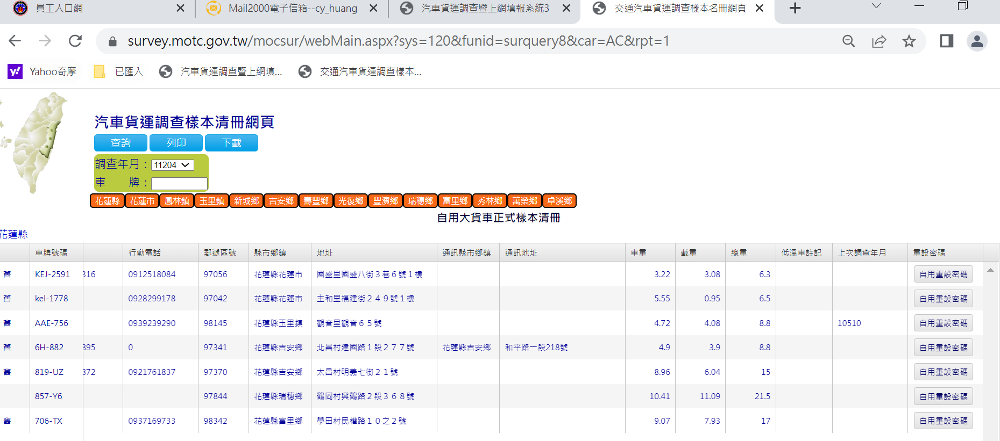 員工入口網 Mail2000電子信箱--cy_huang 汽車貨運調查暨上網填報系統3 交通汽車貨運調查樣本名冊網頁
survey.motc.gov.tw/mocsur/webMain.aspx?sys=120&funid=surquery8&car=AC&rpt=1
Yahoo奇摩 已匯入 汽車貨運調查暨上網填... 交通汽車貨運調查樣本...
汽車貨運調查樣本清冊網頁
查詢 列印 下載
調查年月： 11204
車 牌：
花蓮縣 花蓮市 鳳林鎮 玉里鎮 新城鄉 吉安鄉 壽豐鄉 光復鄉 豐濱鄉 瑞穗鄉 富里鄉 秀林鄉 萬榮鄉 卓溪鄉
自用大貨車正式樣本清冊
花蓮縣
車牌號碼 行動電話 郵遞區號 縣市鄉鎮 地址 通訊縣市鄉鎮 通訊地址 車重 載重 總重 低溫車註記 上次調查年月 重設密碼
舊 KEJ-2591 316 0912518084 97056 花蓮縣花蓮市 國盛里國盛八街３巷６號１樓 3.22 3.08 6.3 自用重設密碼
舊 kel-1778 0928299178 97042 花蓮縣花蓮市 主和里福建街２４９號１樓 5.55 0.95 6.5 自用重設密碼
舊 AAE-756 0939239290 98145 花蓮縣玉里鎮 觀音里觀音６５號 4.72 4.08 8.8 10510 自用重設密碼
舊 6H-882 395 0 97341 花蓮縣吉安鄉 北昌村建國路１段２７７號 花蓮縣吉安鄉 和平路一段218號 4.9 3.9 8.8 自用重設密碼
舊 819-UZ 372 0921761837 97370 花蓮縣吉安鄉 太昌村明義七街２１號 8.96 6.04 15 自用重設密碼
857-Y6 97844 花蓮縣瑞穗鄉 鶴岡村興鶴路２段３６８號 10.41 11.09 21.5 自用重設密碼
舊 706-TX 0937169733 98342 花蓮縣富里鄉 學田村民權路１０之２號 9.07 7.93 17 自用重設密碼